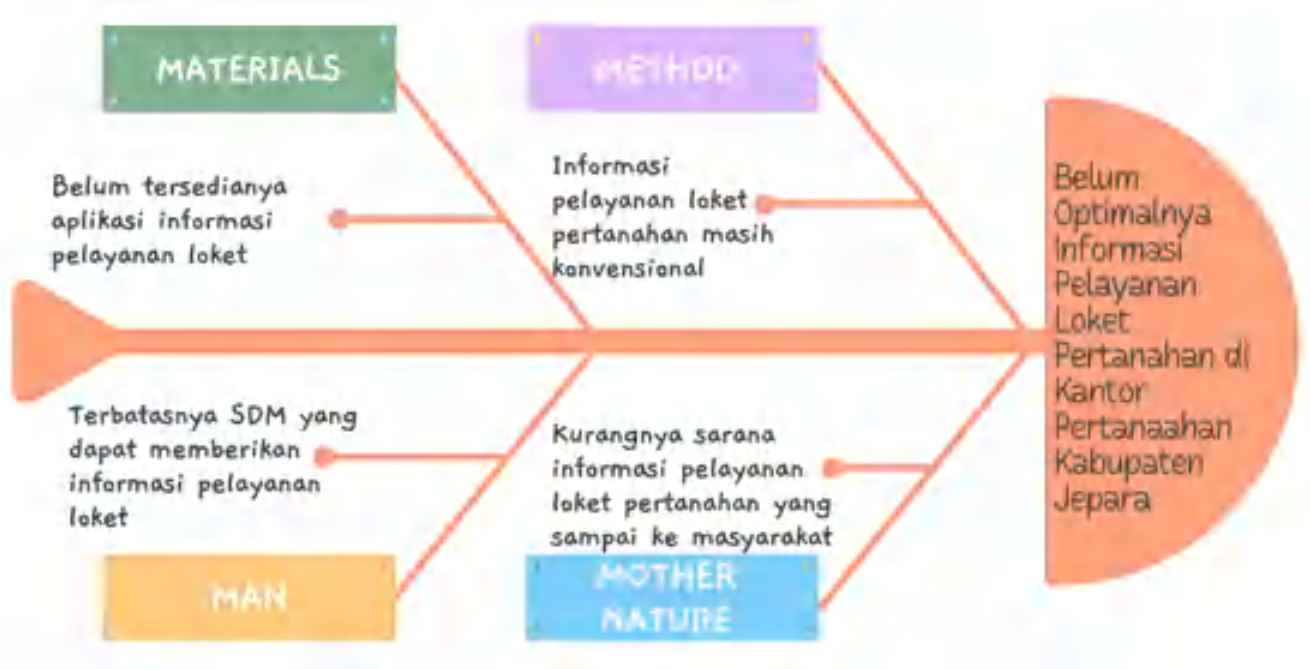 MATERIALS
METHOD
Belum tersedianya
aplikasi informasi
pelayanan loket
Informasi
pelayanan loket
pertanahan masih
konvensional
Terbatasnya SDM yang
dapat memberikan
informasi pelayanan
loket
Kurangnya sarana
informasi pelayanan
loket pertanahan yang
sampai ke masyarakat
MAN
MOTHER
NATURE
Belum
Optimalnya
Informasi
Pelayanan
Loket
Pertanahan di
Kantor
Pertanaahan
Kabupaten
Jepara